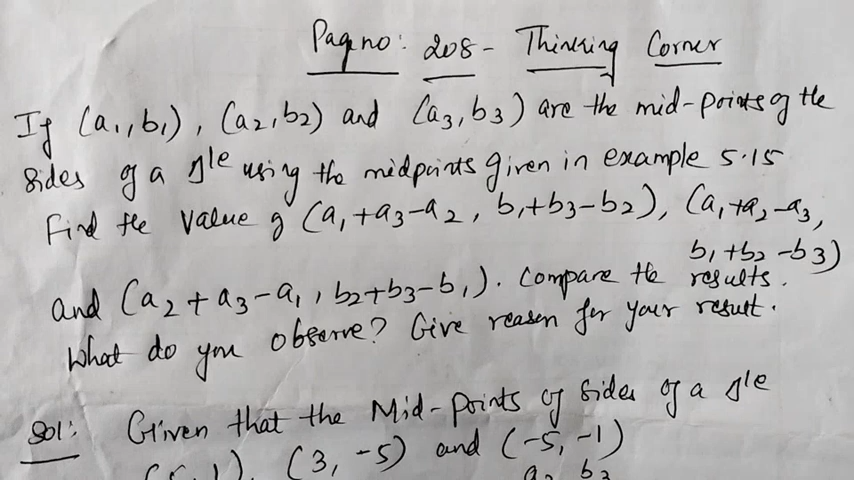 Page no: 208 - Thinking Corner
If (a1, b1), (a2, b2) and (a3, b3) are the mid-points of the
sides of a Δle using the midpoints given in example 5.15
Find the value of (a1+a3-a2, b1+b3-b2), (a1+a2-a3,
b1+b2-b3)
and (a2+a3-a1, b2+b3-b1). Compare the results.
What do you observe? Give reason for your result.
Sol: Given that the Mid-points of sides of a Δle
(3, -5) and (-5, -1)